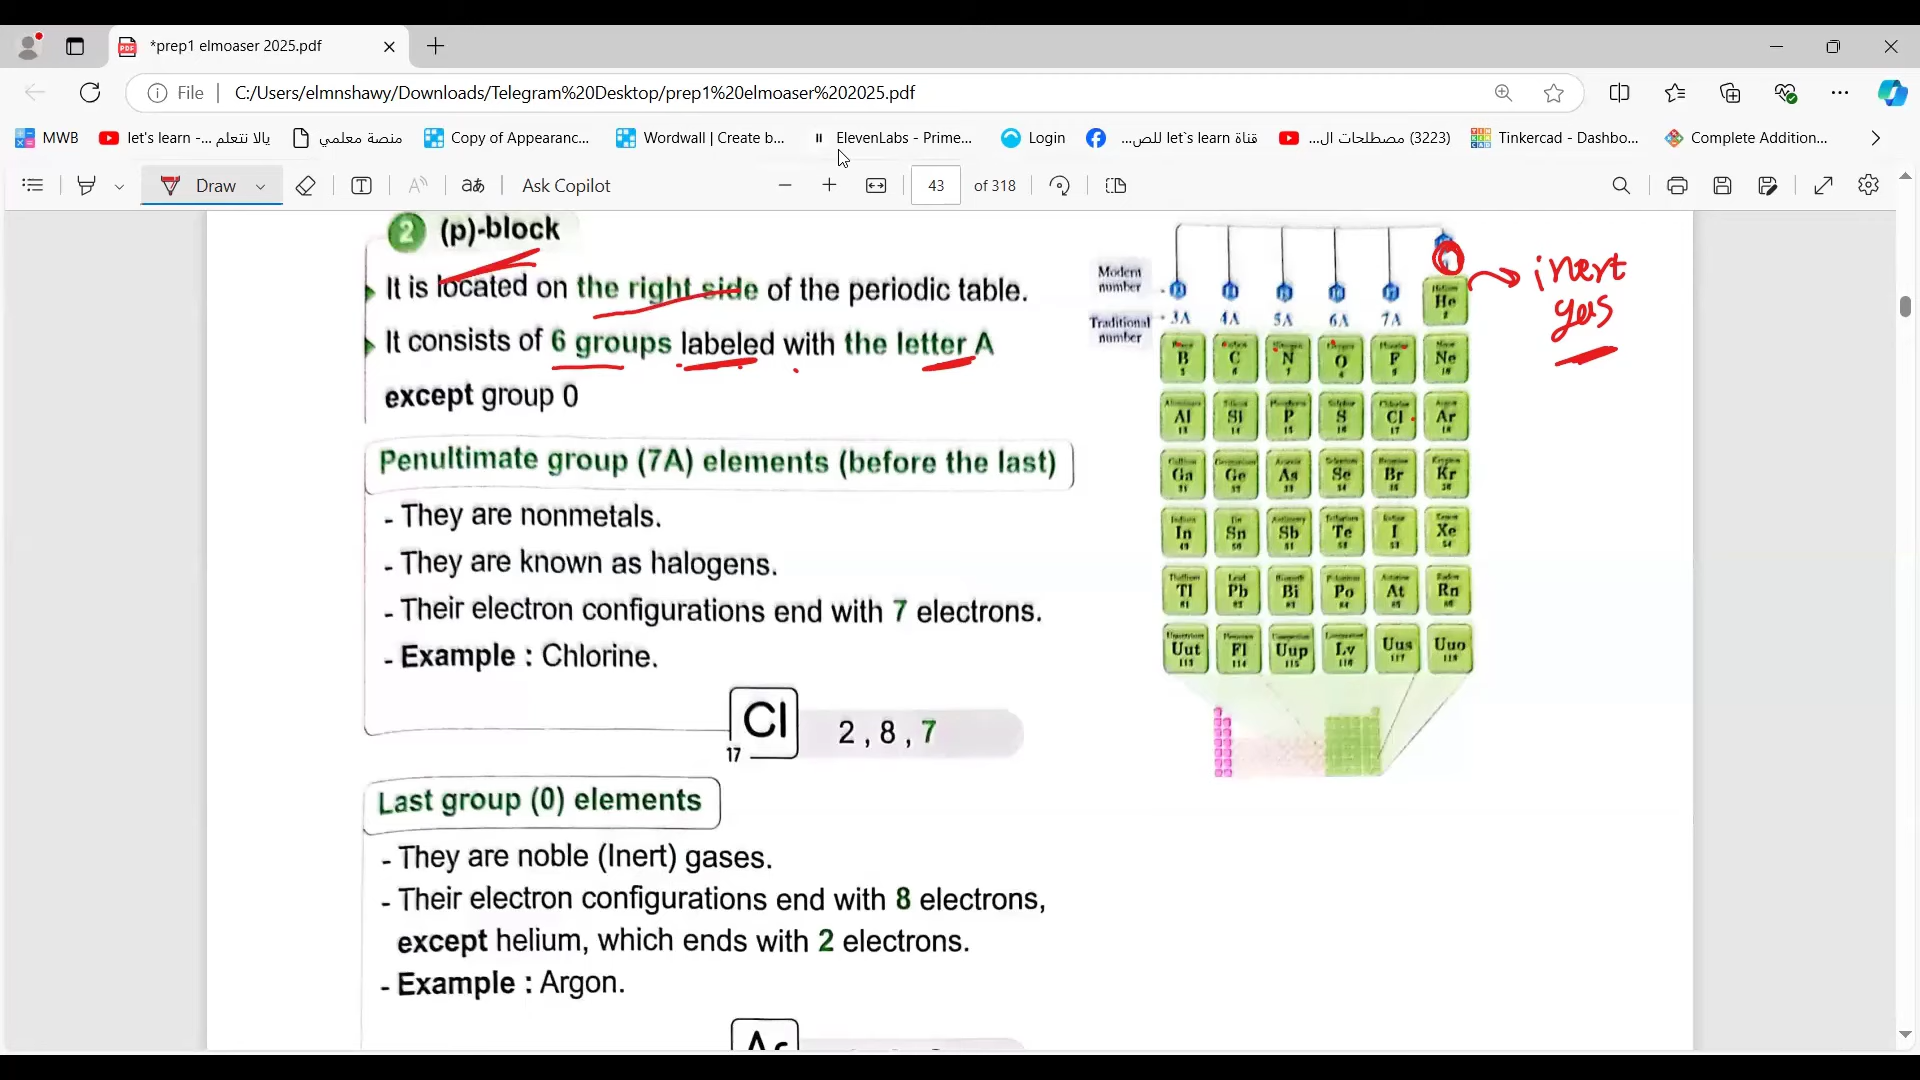 *prep1 elmoaser 2025.pdf
File
C:/Users/elmnshawy/Downloads/Telegram%20Desktop/prep1%20elmoaser%202025.pdf
MWB
let's learn -... يالا نتعلم
منصة معلمي
Copy of Appearanc...
Wordwall | Create b...
ElevenLabs - Prime...
Login
قناة let`s learn للص...
(3223) مصطلحات ال...
Tinkercad - Dashbo...
Complete Addition...
Draw
Ask Copilot
43 of 318
2 (p)-block
It is located on the right side of the periodic table.
It consists of 6 groups labeled with the letter A
except group 0
Penultimate group (7A) elements (before the last)
- They are nonmetals.
- They are known as halogens.
- Their electron configurations end with 7 electrons.
- Example : Chlorine.
Cl
17
2 , 8 , 7
Last group (0) elements
- They are noble (Inert) gases.
- Their electron configurations end with 8 electrons,
except helium, which ends with 2 electrons.
- Example : Argon.
Modern number
Traditional number
3A 4A 5A 6A 7A
0
inert
gas
He
B C N O F Ne
Al Si P S Cl Ar
Ga Ge As Se Br Kr
In Sn Sb Te I Xe
Tl Pb Bi Po At Rn
Uut Fl Uup Lv Uus Uuo
113 114 115 116 117 118